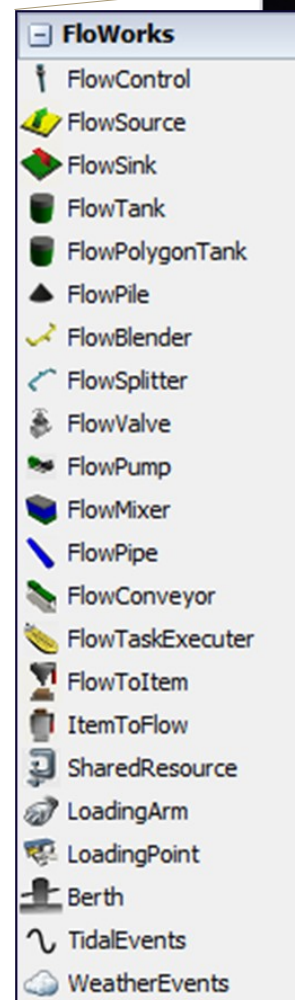 FloWorks
FlowControl
FlowSource
FlowSink
FlowTank
FlowPolygonTank
FlowPile
FlowBlender
FlowSplitter
FlowValve
FlowPump
FlowMixer
FlowPipe
FlowConveyor
FlowTaskExecuter
FlowToItem
ItemToFlow
SharedResource
LoadingArm
LoadingPoint
Berth
TidalEvents
WeatherEvents